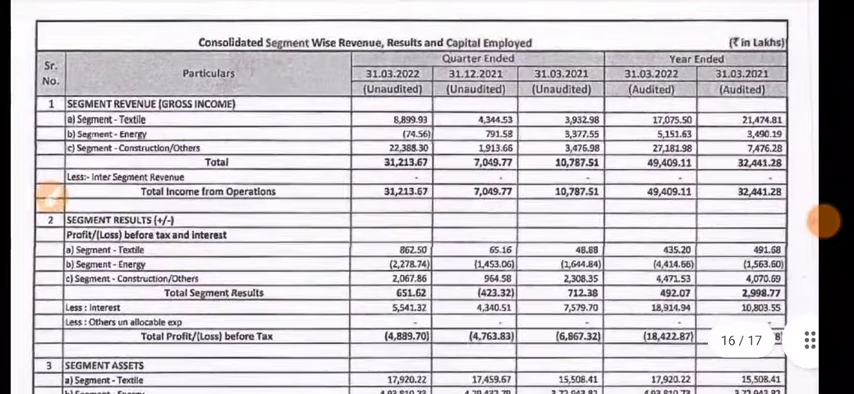 Consolidated Segment Wise Revenue, Results and Capital Employed (₹ in Lakhs)
Sr. No. Particulars Quarter Ended Year Ended
31.03.2022 31.12.2021 31.03.2021 31.03.2022 31.03.2021
(Unaudited) (Unaudited) (Unaudited) (Audited) (Audited)
1 SEGMENT REVENUE (GROSS INCOME)
a) Segment - Textile 8,899.93 4,344.53 3,932.98 17,075.50 21,474.81
b) Segment - Energy (74.56) 791.58 3,377.55 5,151.63 3,490.19
c) Segment - Construction/Others 22,388.30 1,913.66 3,476.98 27,181.98 7,476.28
Total 31,213.67 7,049.77 10,787.51 49,409.11 32,441.28
Less:- Inter Segment Revenue - - - - -
Total Income from Operations 31,213.67 7,049.77 10,787.51 49,409.11 32,441.28
2 SEGMENT RESULTS (+/-)
Profit/(Loss) before tax and interest
a) Segment - Textile 862.50 65.16 48.88 435.20 491.68
b) Segment - Energy (2,278.74) (1,453.06) (1,644.84) (4,414.66) (1,563.60)
c) Segment - Construction/Others 2,067.86 964.58 2,308.35 4,471.53 4,070.69
Total Segment Results 651.62 (423.32) 712.38 492.07 2,998.77
Less : Interest 5,541.32 4,340.51 7,579.70 18,914.94 10,803.55
Less : Others un allocable exp - - - - -
Total Profit/(Loss) before Tax (4,889.70) (4,763.83) (6,867.32) (18,422.87)
16 / 17
3 SEGMENT ASSETS
a) Segment - Textile 17,920.22 17,459.67 15,508.41 17,920.22 15,508.41